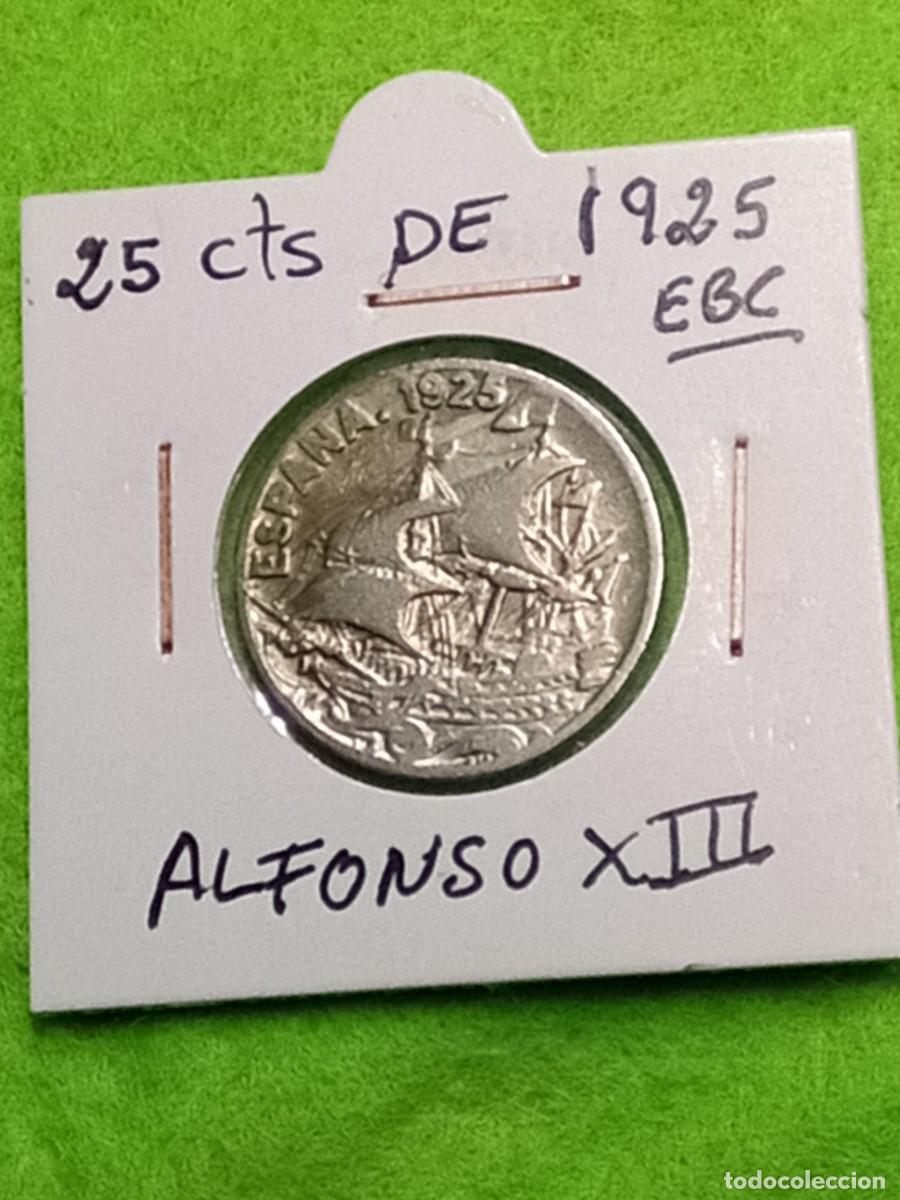 25 cts DE 1925
EBC
ESPAÑA. 1925
ALFONSO XIII
todocoleccion